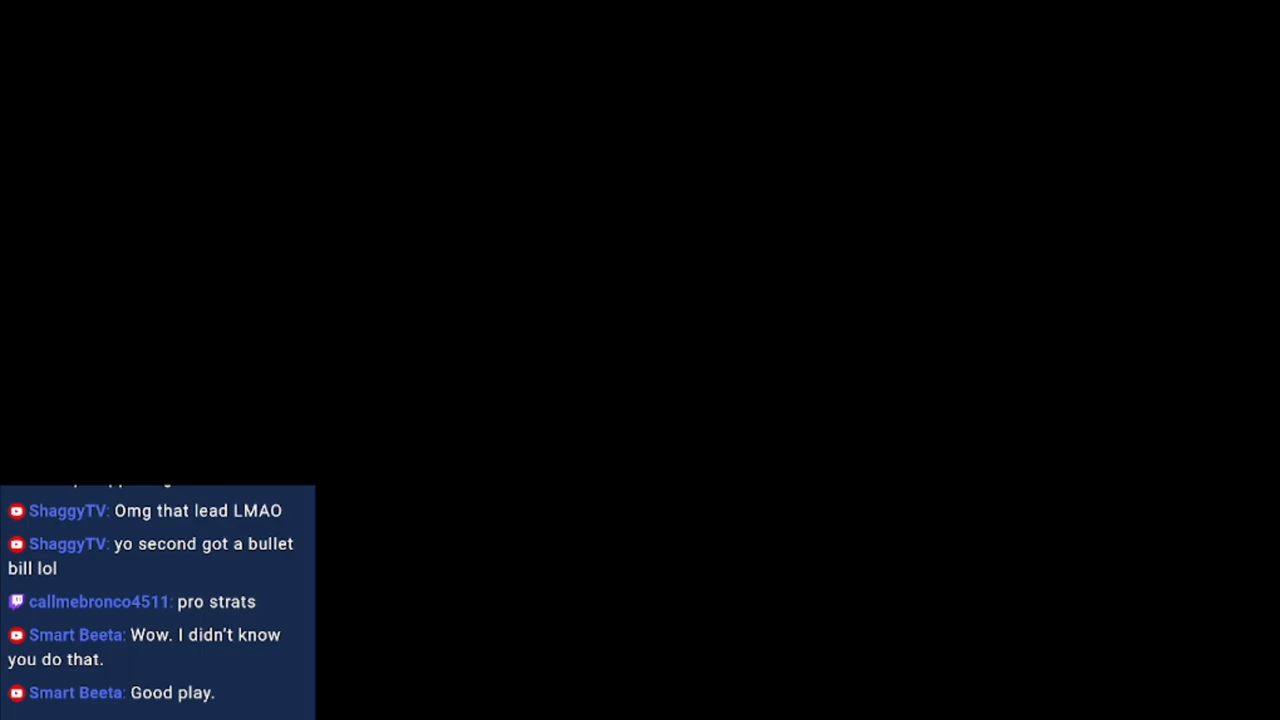 ShaggyTV: Omg that lead LMAO
ShaggyTV: yo second got a bullet
bill lol
callmebronco4511: pro strats
Smart Beeta: Wow. I didn't know
you do that.
Smart Beeta: Good play.